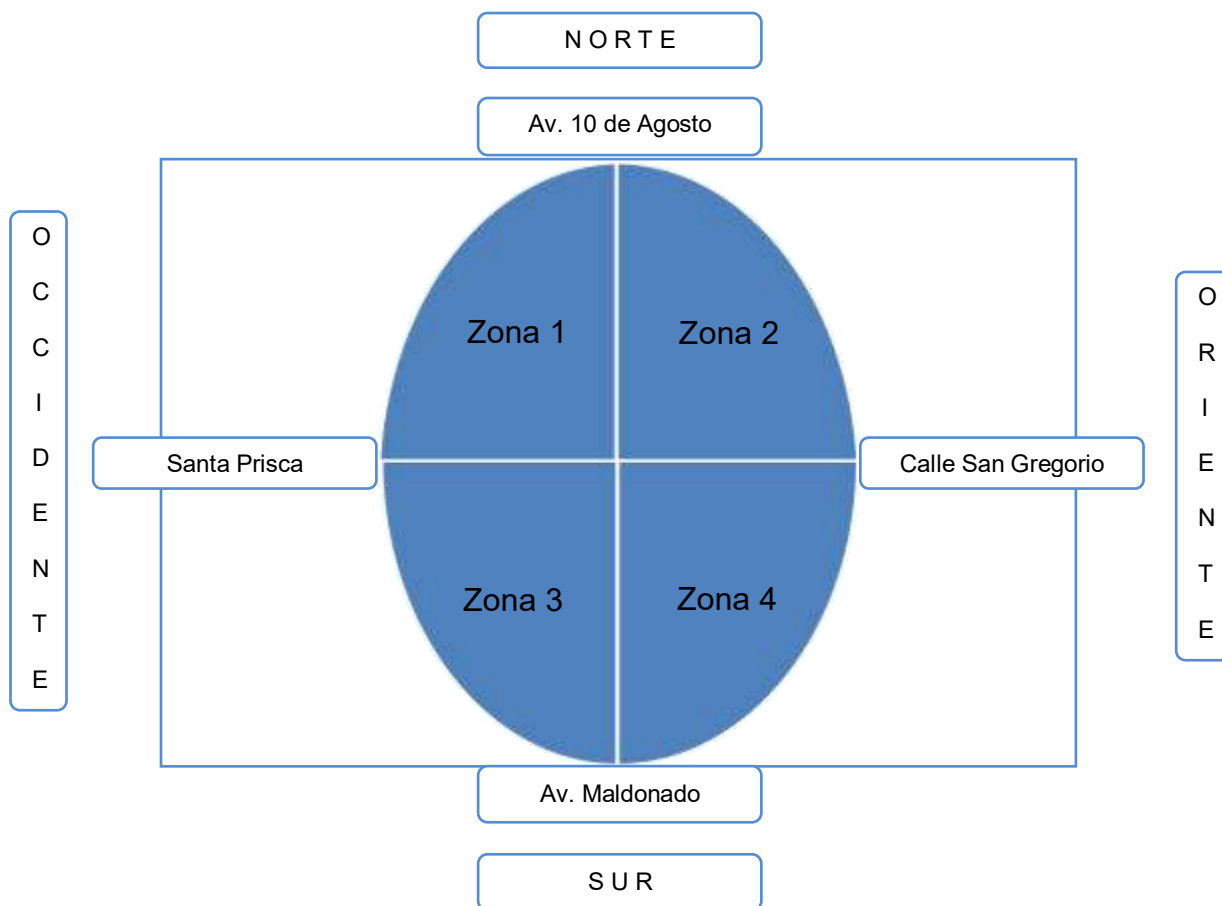 N O R T E
Av. 10 de Agosto
O
C
C
I
D
E
N
T
E
Zona 1
Zona 2
O
R
I
E
N
T
E
Santa Prisca
Calle San Gregorio
Zona 3
Zona 4
Av. Maldonado
S U R